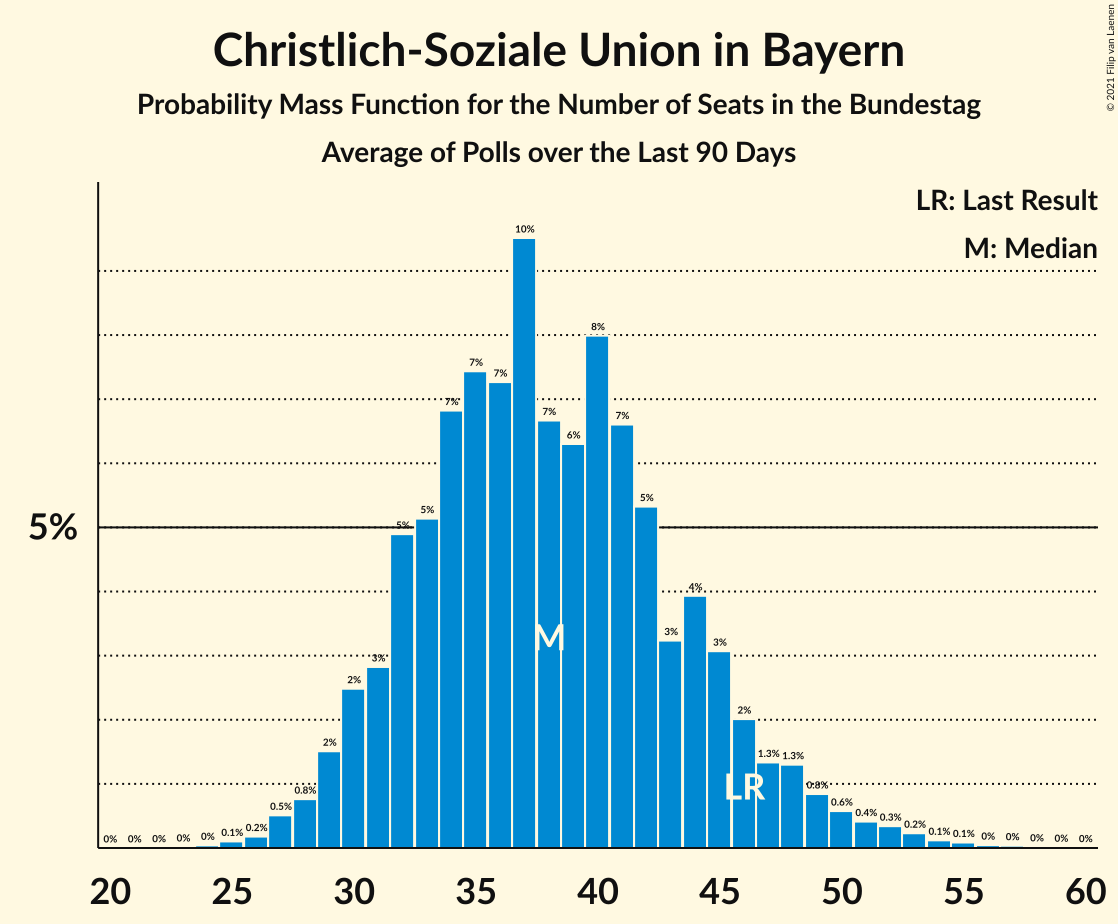 Christlich-Soziale Union in Bayern
Probability Mass Function for the Number of Seats in the Bundestag
Average of Polls over the Last 90 Days
© 2021 Filip van Laenen
LR: Last Result
M: Median
5%
0% 0% 0% 0% 0% 0.1% 0.2% 0.5% 0.8% 2% 2% 3% 5% 5% 7% 7% 7% 10% 7% 6% 8% 7% 5% 3% 4% 3% 2% 1.3% 1.3% 0.8% 0.6% 0.4% 0.3% 0.2% 0.1% 0.1% 0% 0% 0% 0% 0%
M
LR
20 25 30 35 40 45 50 55 60